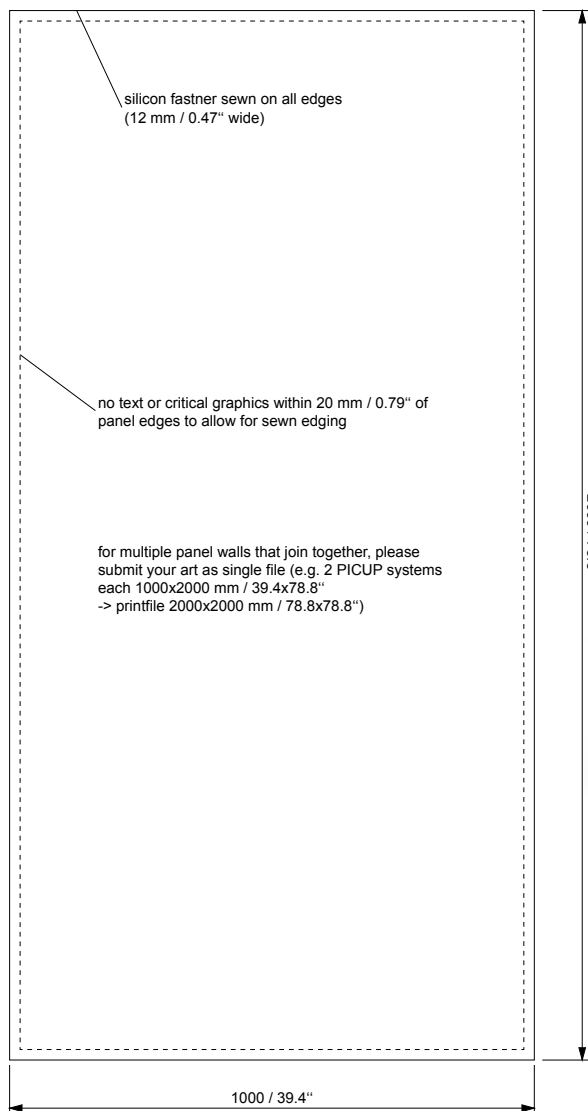 silicon fastner sewn on all edges
(12 mm / 0.47“ wide)
no text or critical graphics within 20 mm / 0.79“ of
panel edges to allow for sewn edging
for multiple panel walls that join together, please
submit your art as single file (e.g. 2 PICUP systems
each 1000x2000 mm / 39.4x78.8“
-> printfile 2000x2000 mm / 78.8x78.8“)
1000 / 39.4“